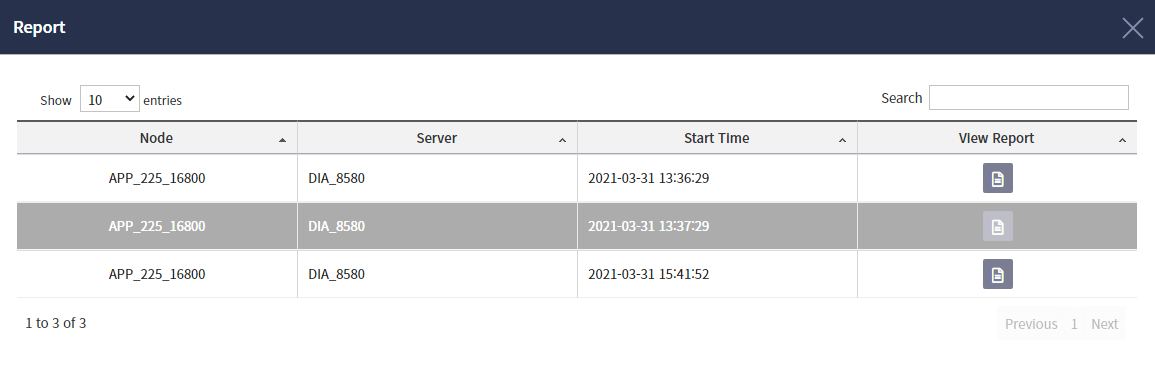 Report
Show 10 entries Search
Node Server Start Time View Report
APP_225_16800 DIA_8580 2021-03-31 13:36:29
APP_225_16800 DIA_8580 2021-03-31 13:37:29
APP_225_16800 DIA_8580 2021-03-31 15:41:52
1 to 3 of 3 Previous 1 Next